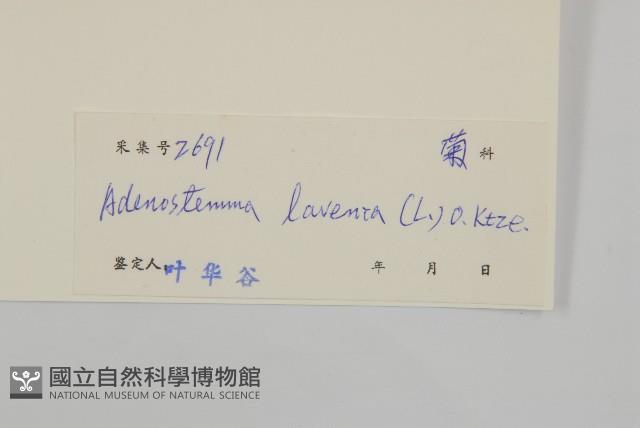 采集号 2691 菊 科
Adenostemma lavenia (L.) O. Ktze.
鉴定人: 叶华谷 年 月 日
國立自然科學博物館
NATIONAL MUSEUM OF NATURAL SCIENCE